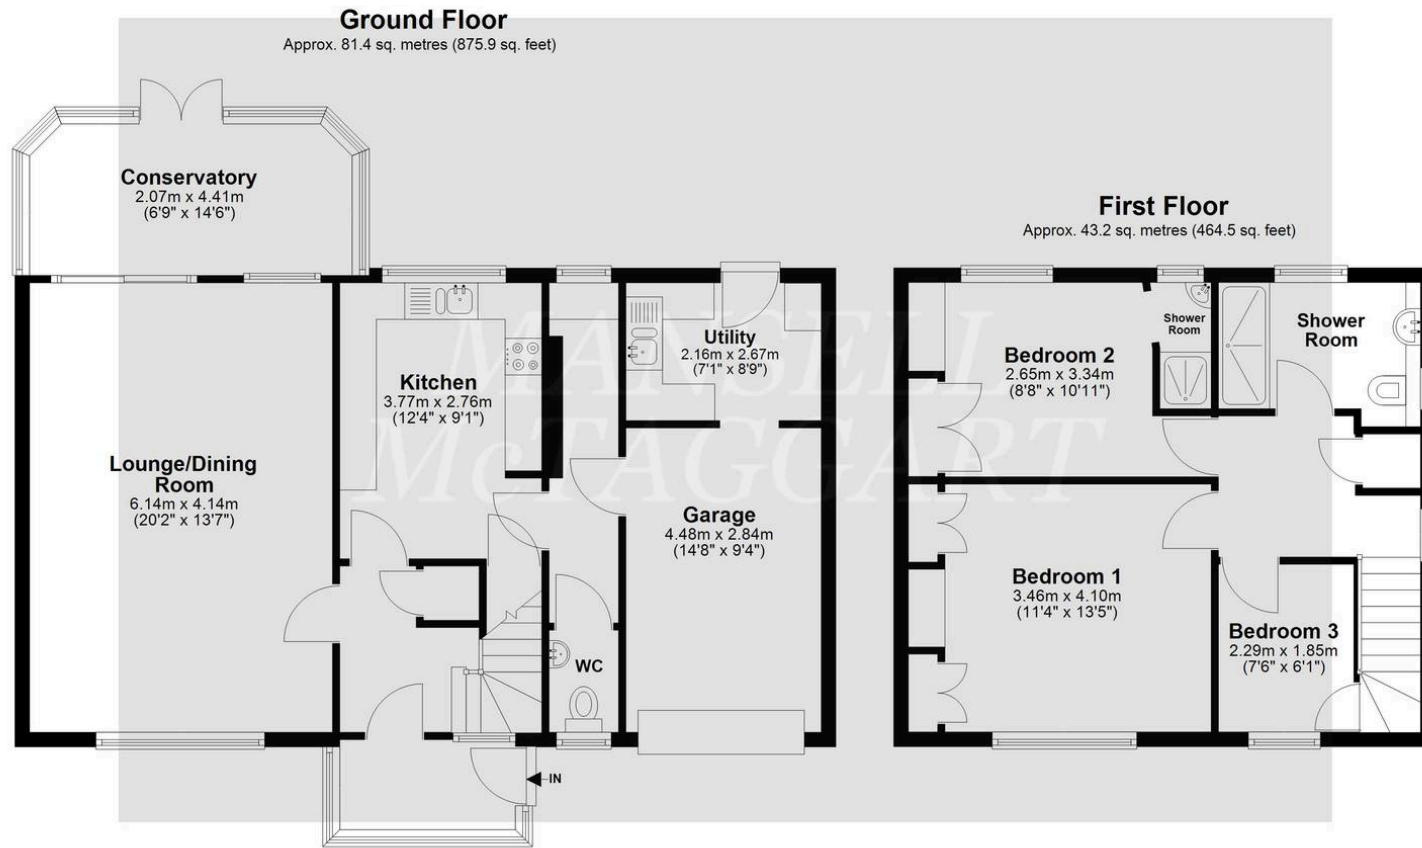 Ground Floor
Approx. 81.4 sq. metres (875.9 sq. feet)
Conservatory
2.07m x 4.41m
(6'9" x 14'6")
First Floor
Approx. 43.2 sq. metres (464.5 sq. feet)
Kitchen
3.77m x 2.76m
(12'4" x 9'1")
Utility
2.16m x 2.67m
(7'1" x 8'9")
Lounge/Dining
Room
6.14m x 4.14m
(20'2" x 13'7")
Garage
4.48m x 2.84m
(14'8" x 9'4")
WC
IN
Bedroom 2
2.65m x 3.34m
(8'8" x 10'11")
Shower
Room
Shower
Room
Bedroom 1
3.46m x 4.10m
(11'4" x 13'5")
Bedroom 3
2.29m x 1.85m
(7'6" x 6'1")
MANSELL
McTAGGART